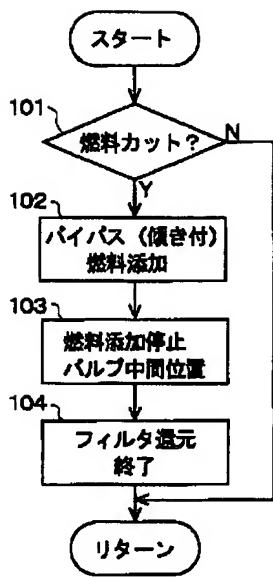 スタート
101
燃料カット？
N
Y
102
バイパス（傾き付）
燃料添加
103
燃料添加停止
バルブ中間位置
104
フィルタ還元
終了
リターン